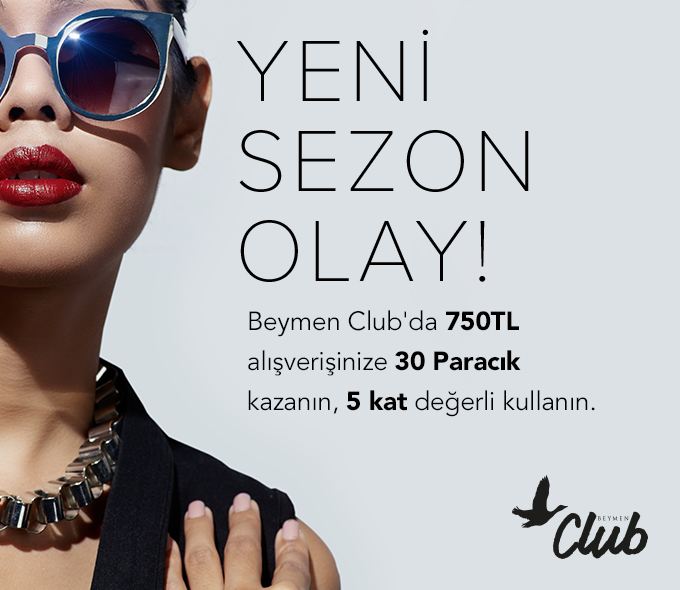 YENİ
SEZON
OLAY!
Beymen Club'da 750TL
alışverişinize 30 Paracık
kazanın, 5 kat değerli kullanın.
BEYMEN
Club